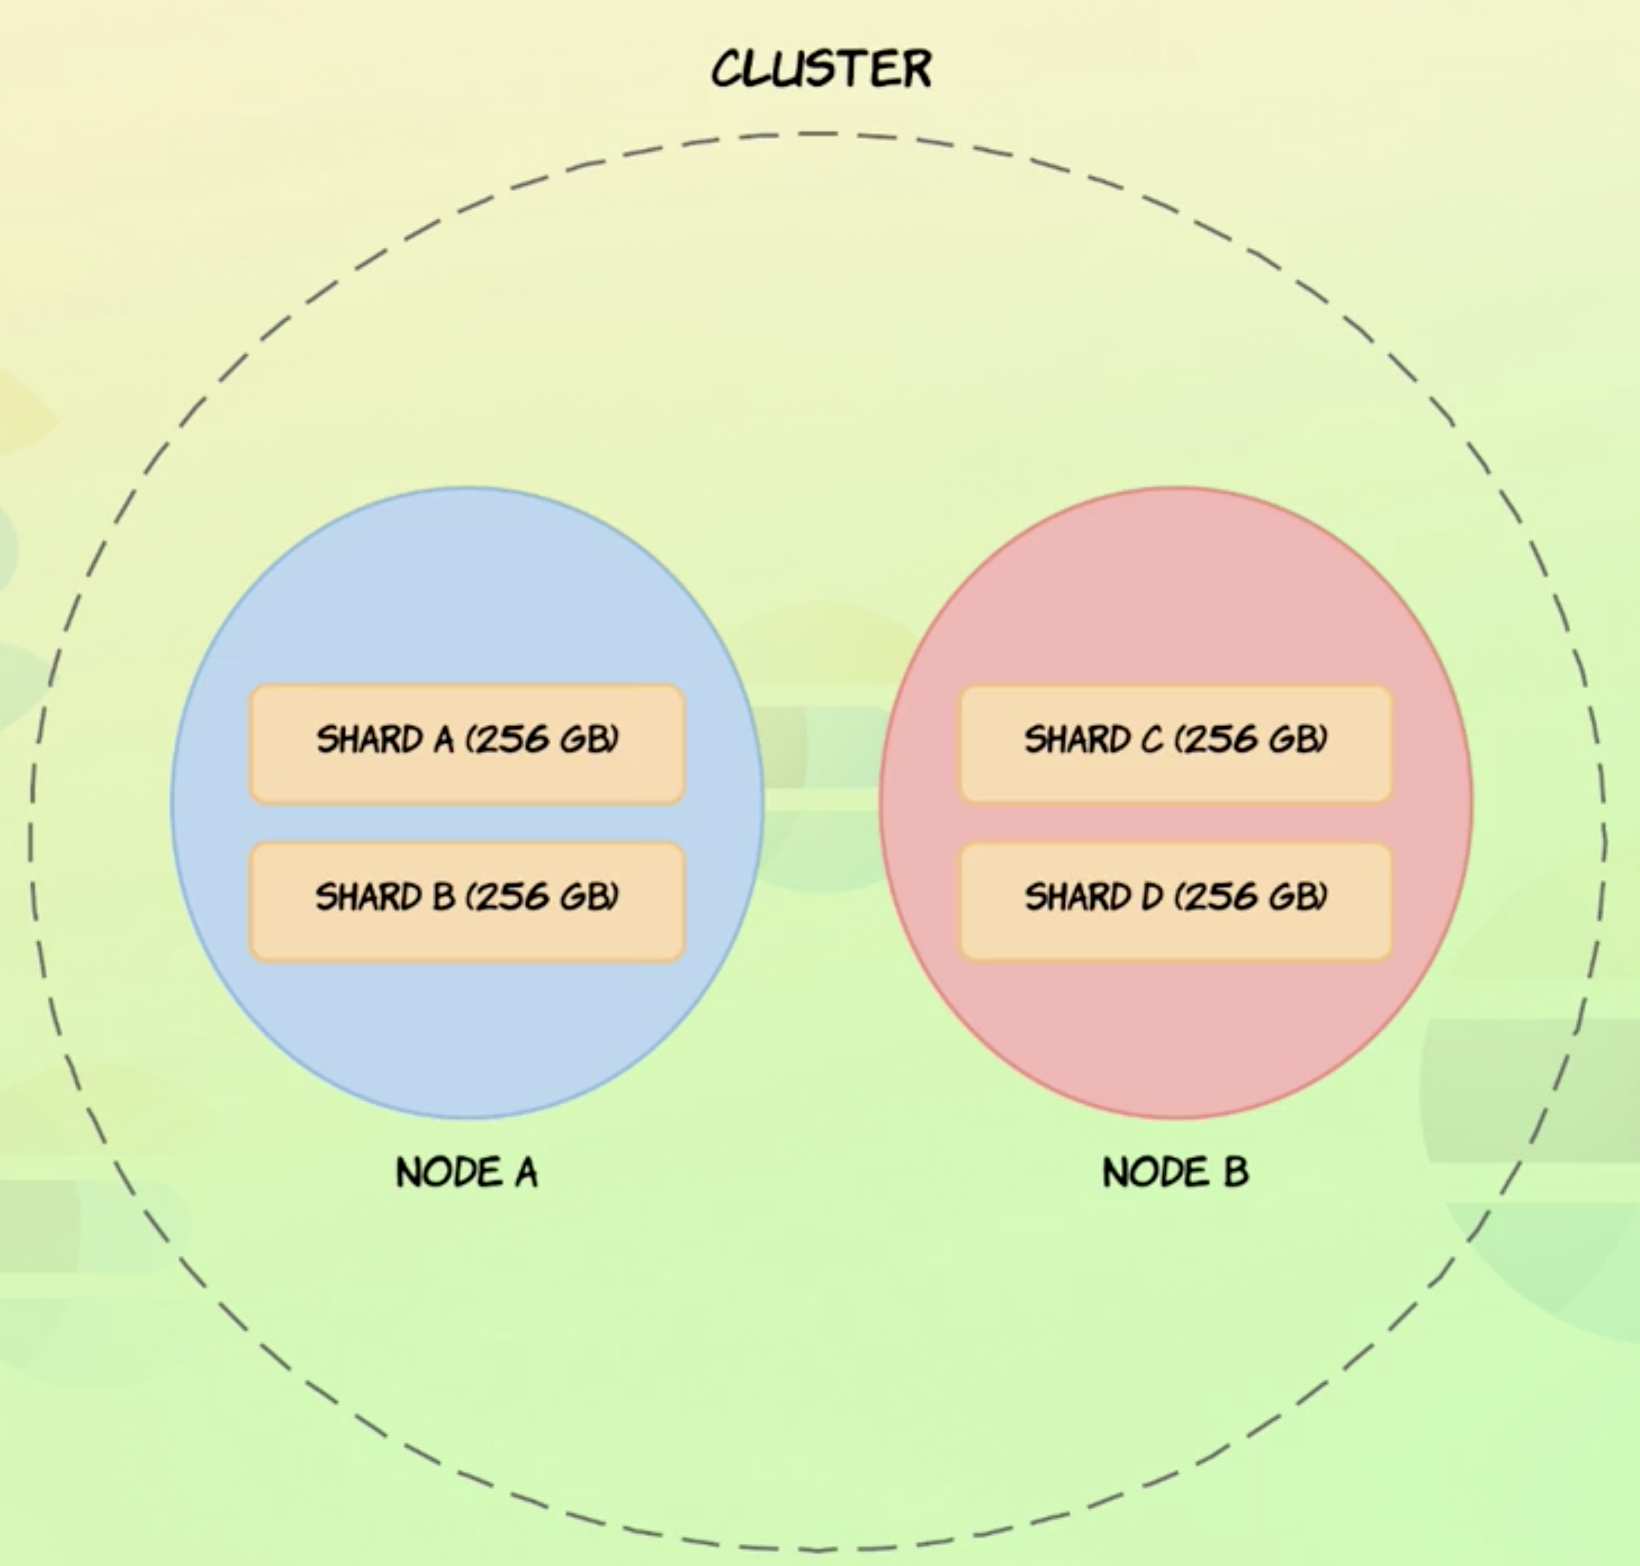 CLUSTER
SHARD A (256 GB)
SHARD B (256 GB)
SHARD C (256 GB)
SHARD D (256 GB)
NODE A
NODE B